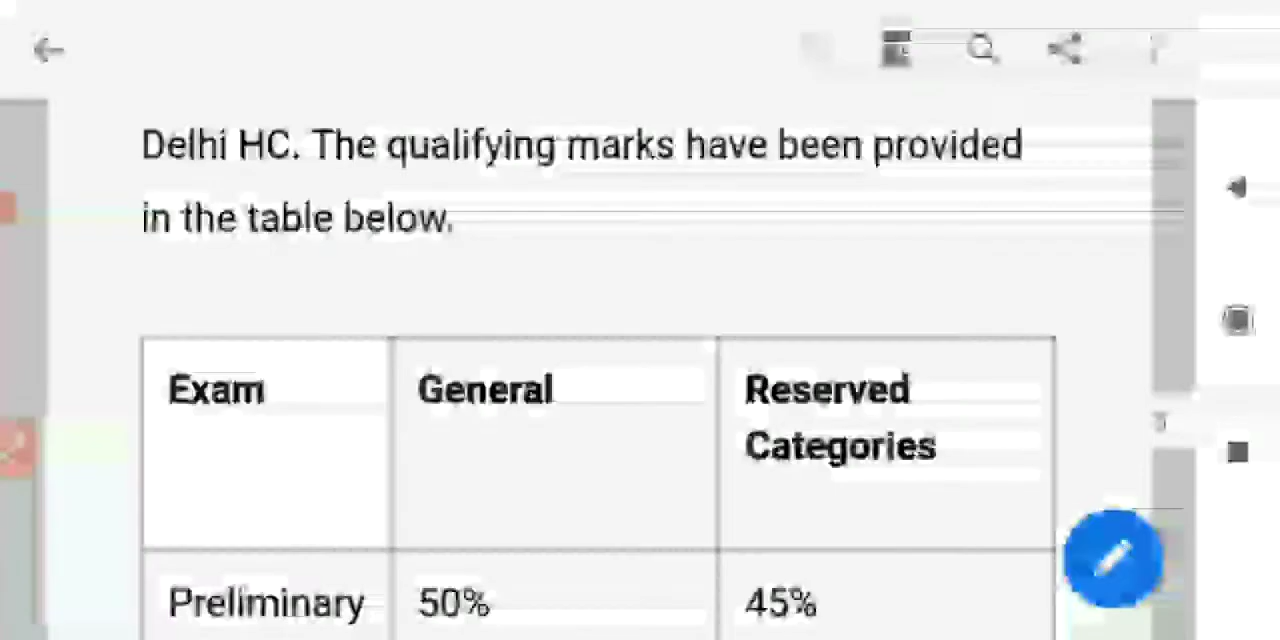 Delhi HC. The qualifying marks have been provided
in the table below.
Exam General Reserved
Categories
Preliminary 50% 45%